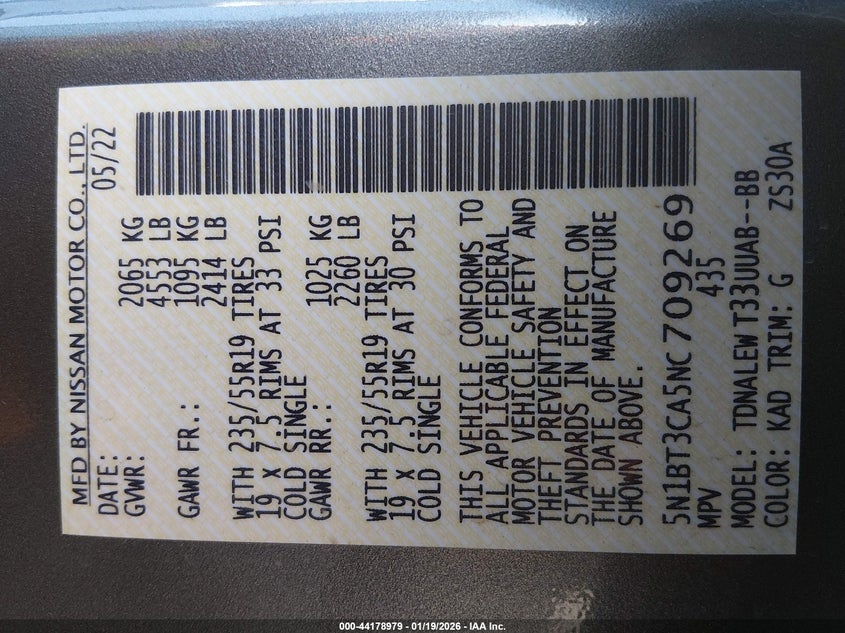 MFD BY NISSAN MOTOR CO., LTD.
DATE: 05/22
GVWR: 2065 KG
4553 LB
GAWR FR.: 1095 KG
2414 LB
WITH 235/55R19 TIRES
19 x 7.5 RIMS AT 33 PSI
COLD SINGLE
GAWR RR.: 1025 KG
2260 LB
WITH 235/55R19 TIRES
19 x 7.5 RIMS AT 30 PSI
COLD SINGLE
THIS VEHICLE CONFORMS TO
ALL APPLICABLE FEDERAL
MOTOR VEHICLE SAFETY AND
THEFT PREVENTION
STANDARDS IN EFFECT ON
THE DATE OF MANUFACTURE
SHOWN ABOVE.
5N1BT3CA5NC709269
MPV 435
MODEL: TDNALEW T33UUAB--BB
COLOR: KAD TRIM: G ZS30A
000-44178979 - 01/19/2026 - IAA Inc.